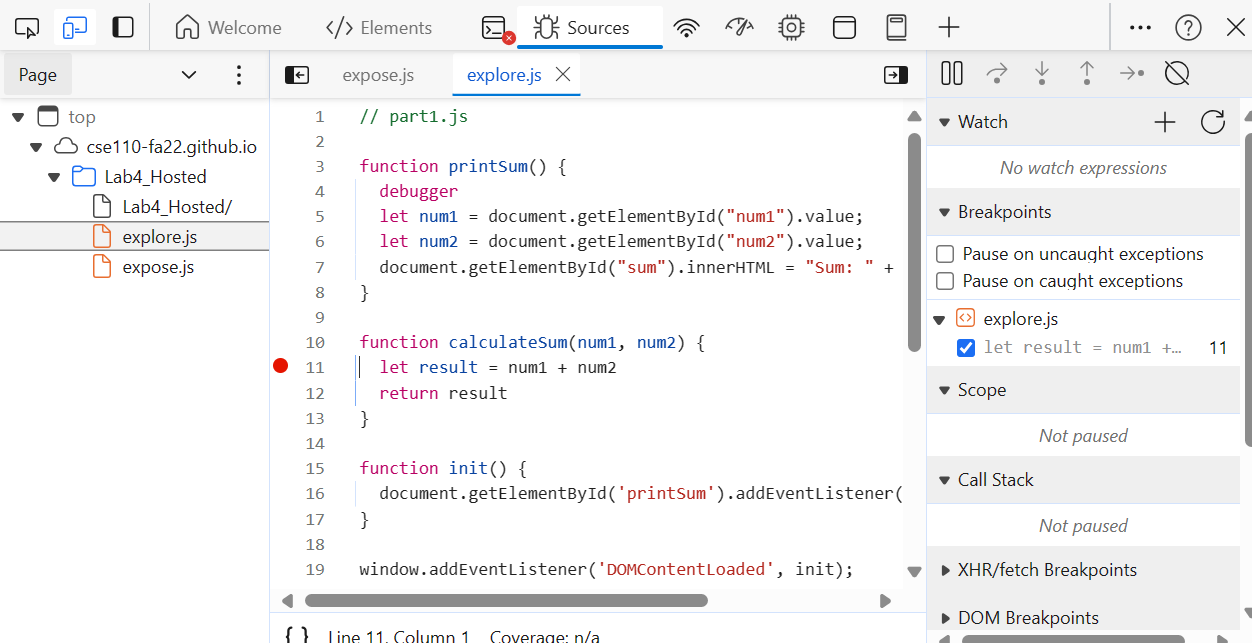 Welcome
Elements
Sources
Page
top
cse110-fa22.github.io
Lab4_Hosted
Lab4_Hosted/
explore.js
expose.js
expose.js
explore.js
1 // part1.js
2
3 function printSum() {
4 debugger
5 let num1 = document.getElementById("num1").value;
6 let num2 = document.getElementById("num2").value;
7 document.getElementById("sum").innerHTML = "Sum: " +
8 }
9
10 function calculateSum(num1, num2) {
11 let result = num1 + num2
12 return result
13 }
14
15 function init() {
16 document.getElementById('printSum').addEventListener(
17 }
18
19 window.addEventListener('DOMContentLoaded', init);
{ } Line 11, Column 1 Coverage: n/a
Watch
No watch expressions
Breakpoints
Pause on uncaught exceptions
Pause on caught exceptions
explore.js
let result = num1 +… 11
Scope
Not paused
Call Stack
Not paused
XHR/fetch Breakpoints
DOM Breakpoints